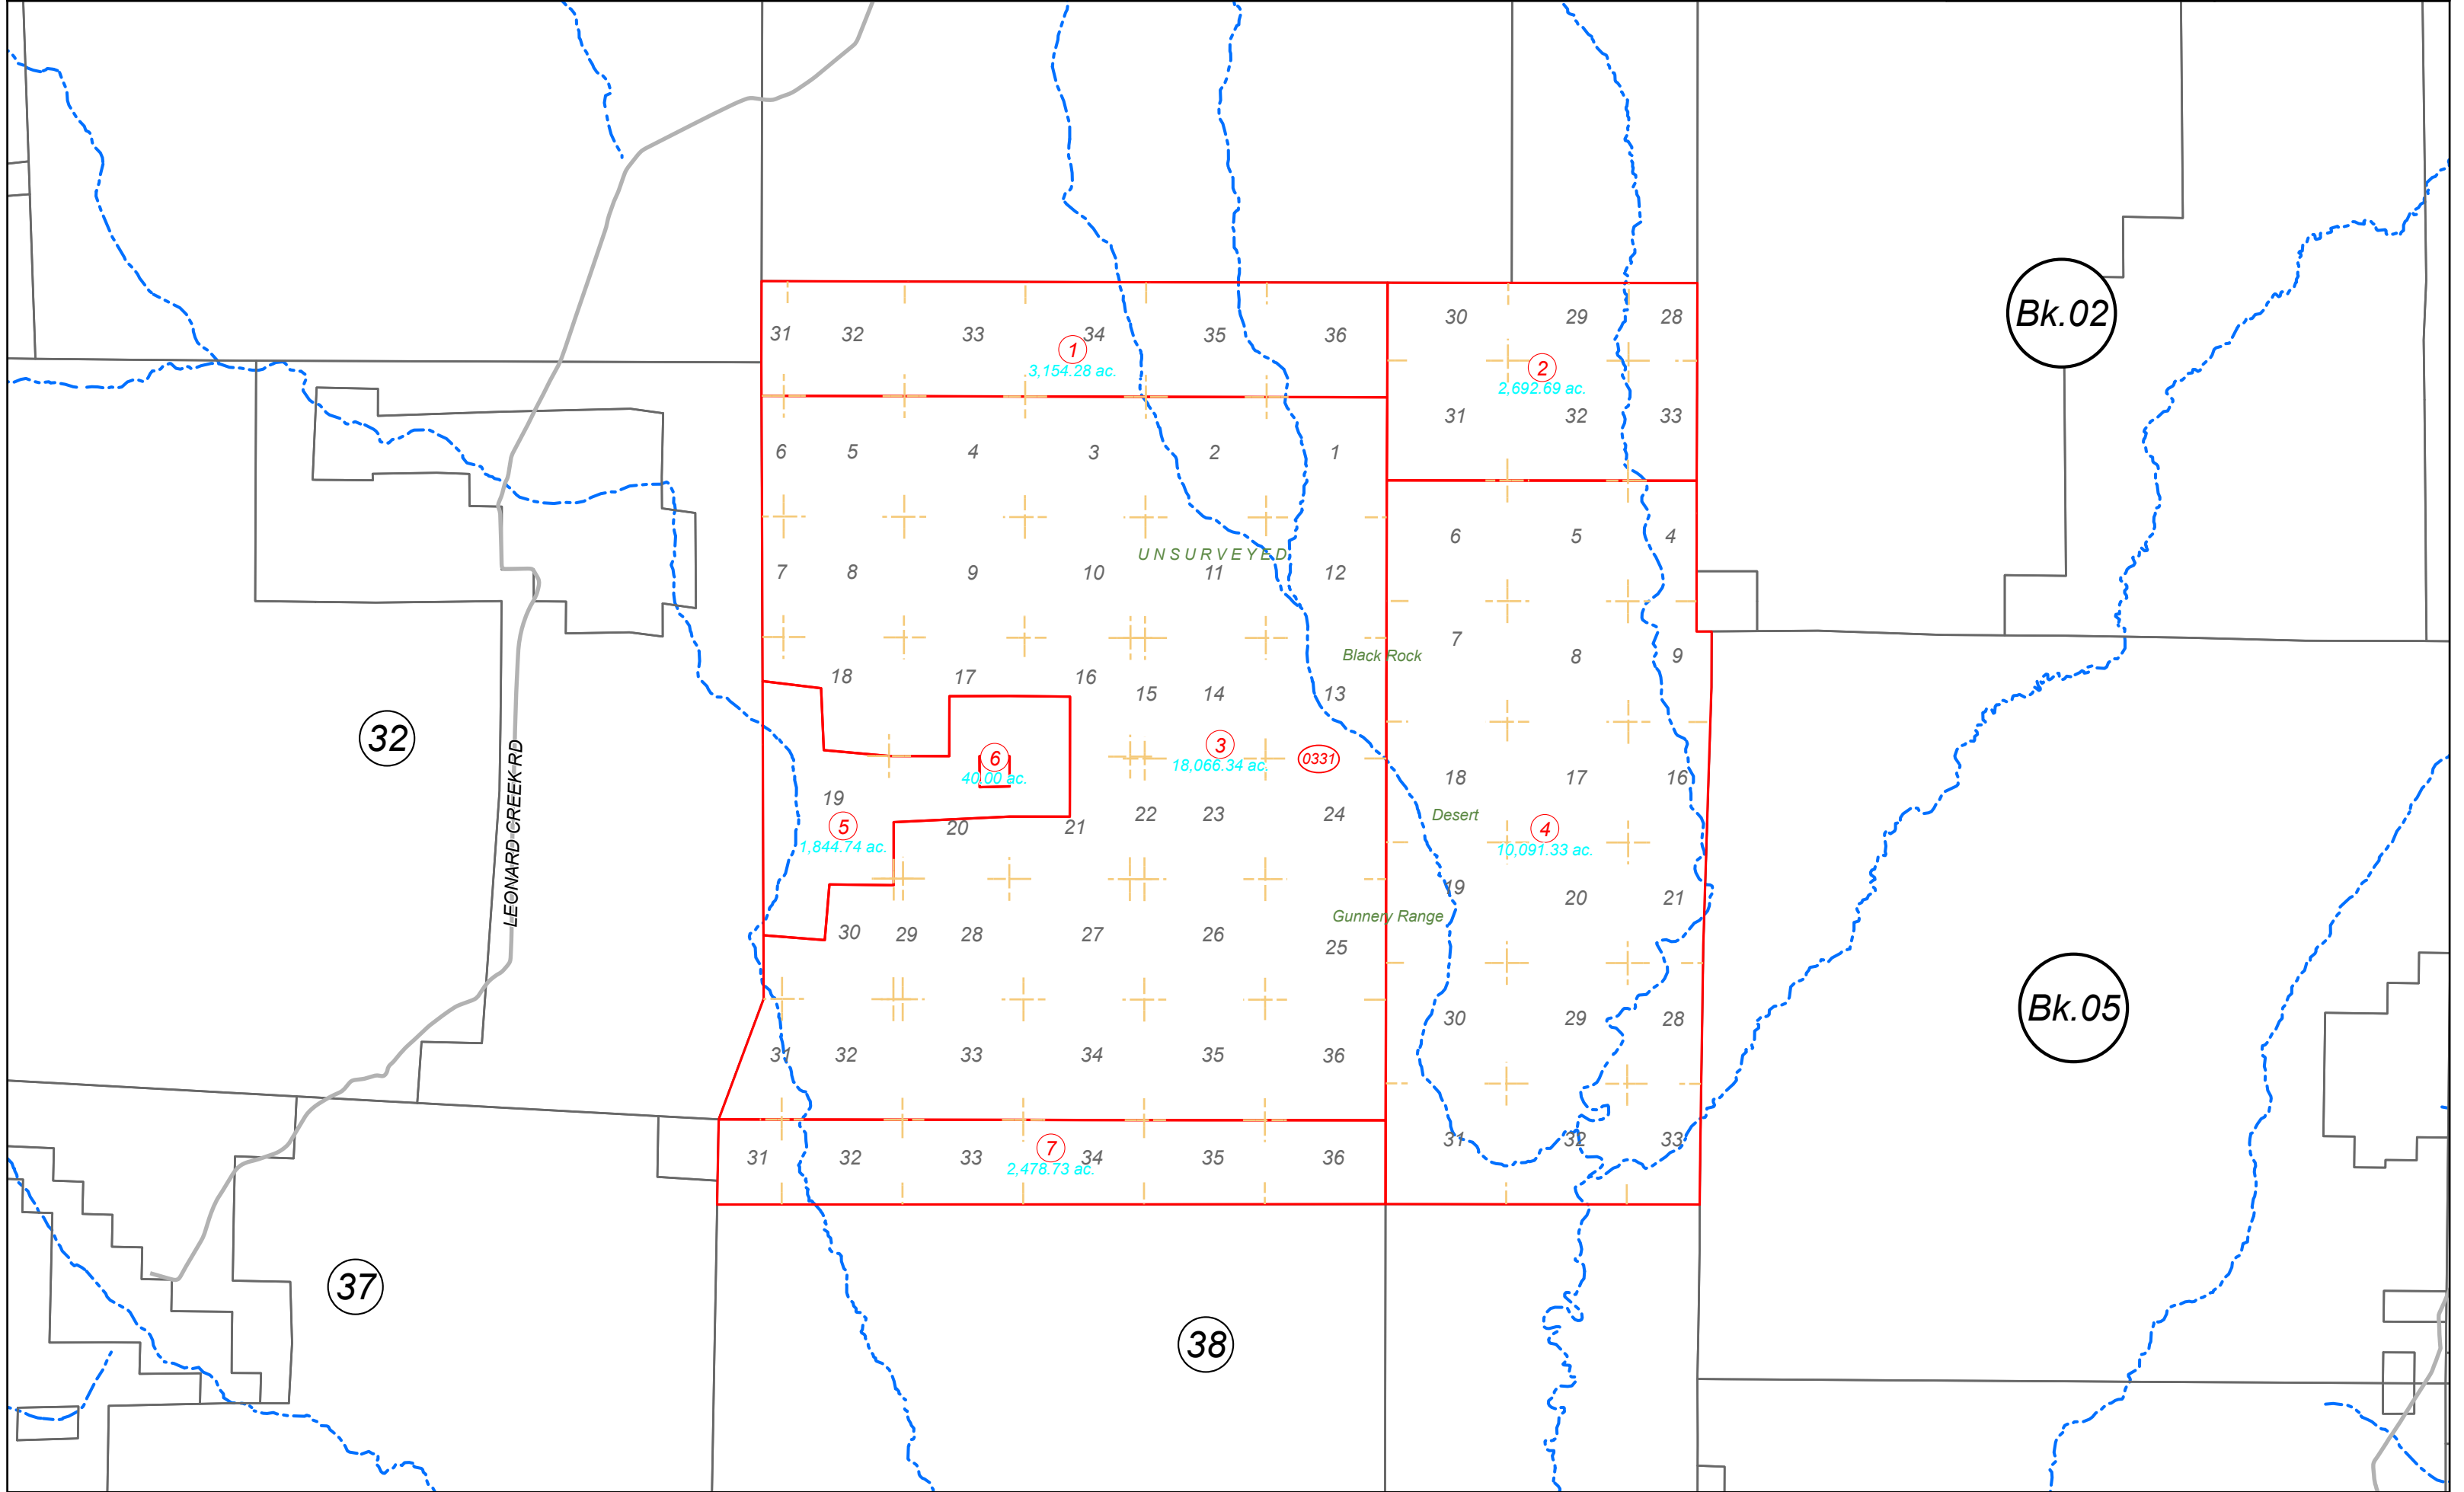 Bk.02
30 29 28
31 32 33 34 35 36
1
2
3,154.28 ac.
2,692.69 ac.
31 32 33
6 5 4 3 2 1
6 5 4
UNSURVEYED
7 8 9 10 11 12
7 8 9
Black Rock
18 17 16 15 14 13
32
3
0331
6
18,066.34 ac.
40.00 ac.
18 17 16
LEONARD CREEK RD
19 20 21 22 23 24
Desert
5
4
1,844.74 ac.
10,091.33 ac.
19 20 21
Gunnery Range
30 29 28 27 26 25
Bk.05
30 29 28
31 32 33 34 35 36
31 32 33
7
31 32 33 34 35 36
2,478.73 ac.
37
38